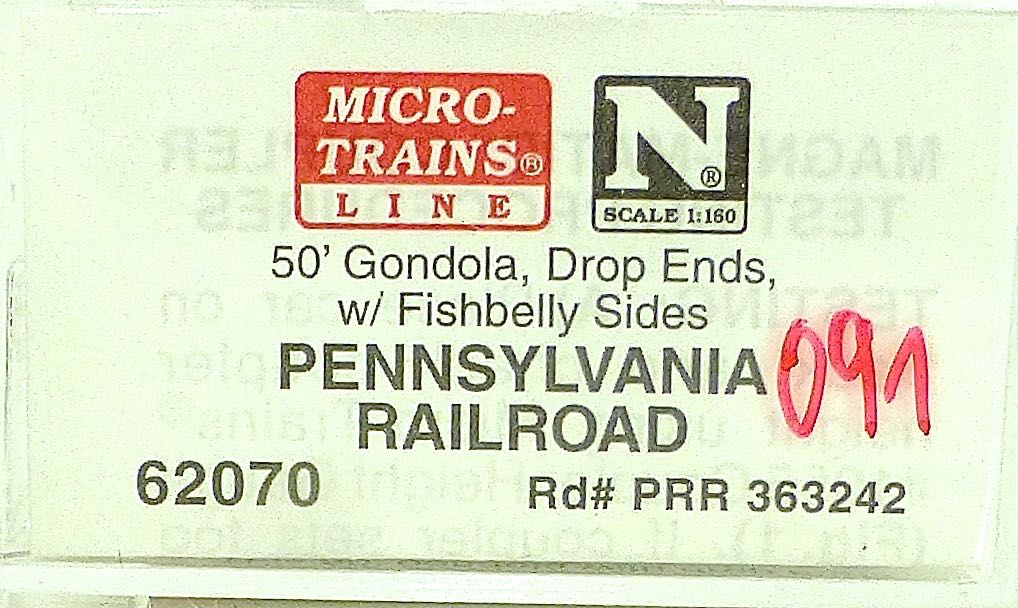 MICRO-
TRAINS®
LINE
N®
SCALE 1:160
50' Gondola, Drop Ends,
w/ Fishbelly Sides
PENNSYLVANIA
RAILROAD
091
62070
Rd# PRR 363242